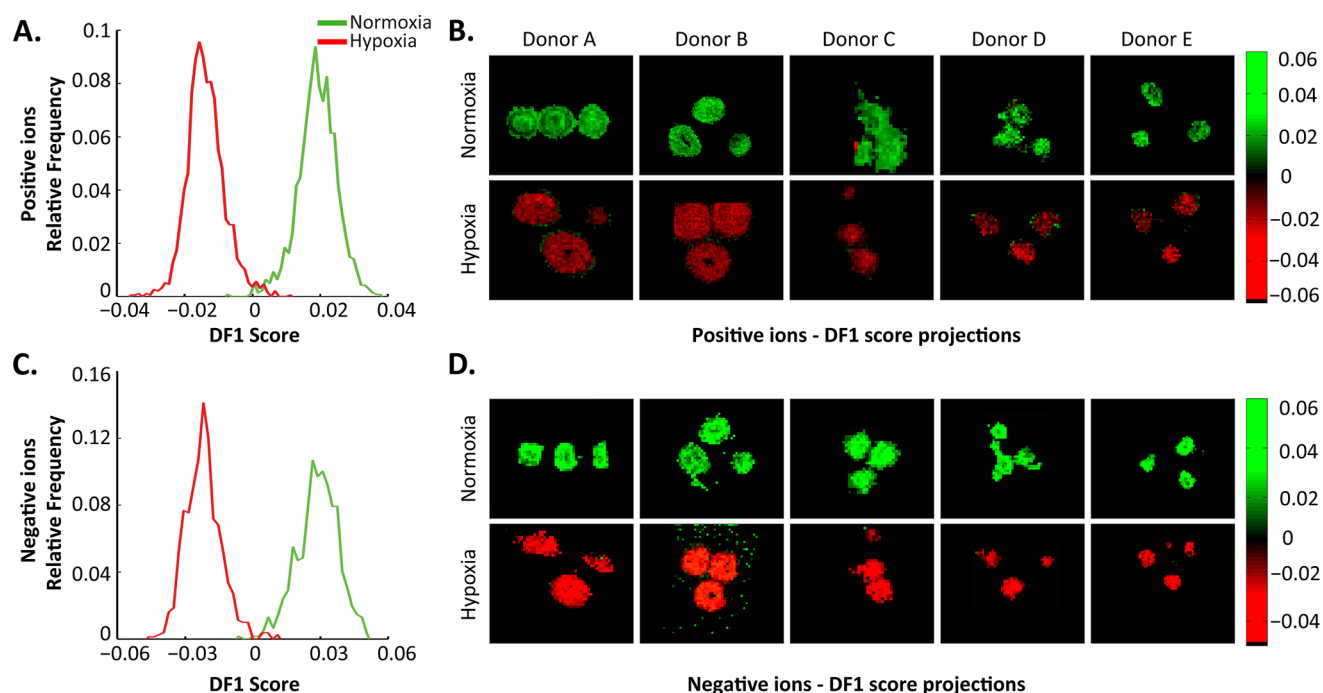 A.
Normoxia
Hypoxia
Positive ions
Relative Frequency
0.1
0.08
0.06
0.04
0.02
0
−0.04
−0.02
0
0.02
0.04
DF1 Score
B.
Donor A
Donor B
Donor C
Donor D
Donor E
Normoxia
Hypoxia
0.06
0.04
0.02
0
−0.02
−0.04
−0.06
Positive ions - DF1 score projections
C.
Negative ions
Relative Frequency
0.16
0.12
0.08
0.04
0
−0.06
−0.03
0
0.03
0.06
DF1 Score
D.
Normoxia
Hypoxia
0.06
0.04
0.02
0
−0.02
−0.04
Negative ions - DF1 score projections